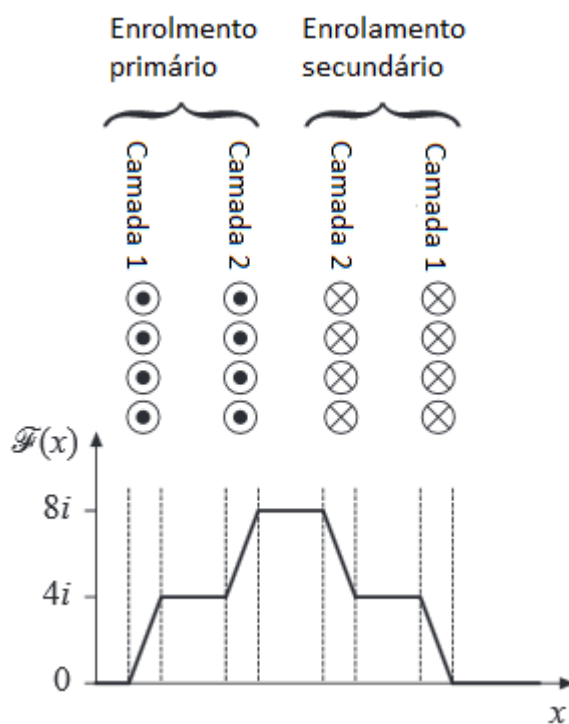 Enrolmento
primário
Enrolamento
secundário
Camada 1
Camada 2
Camada 2
Camada 1
ℱ(x)
8i
4i
0
x